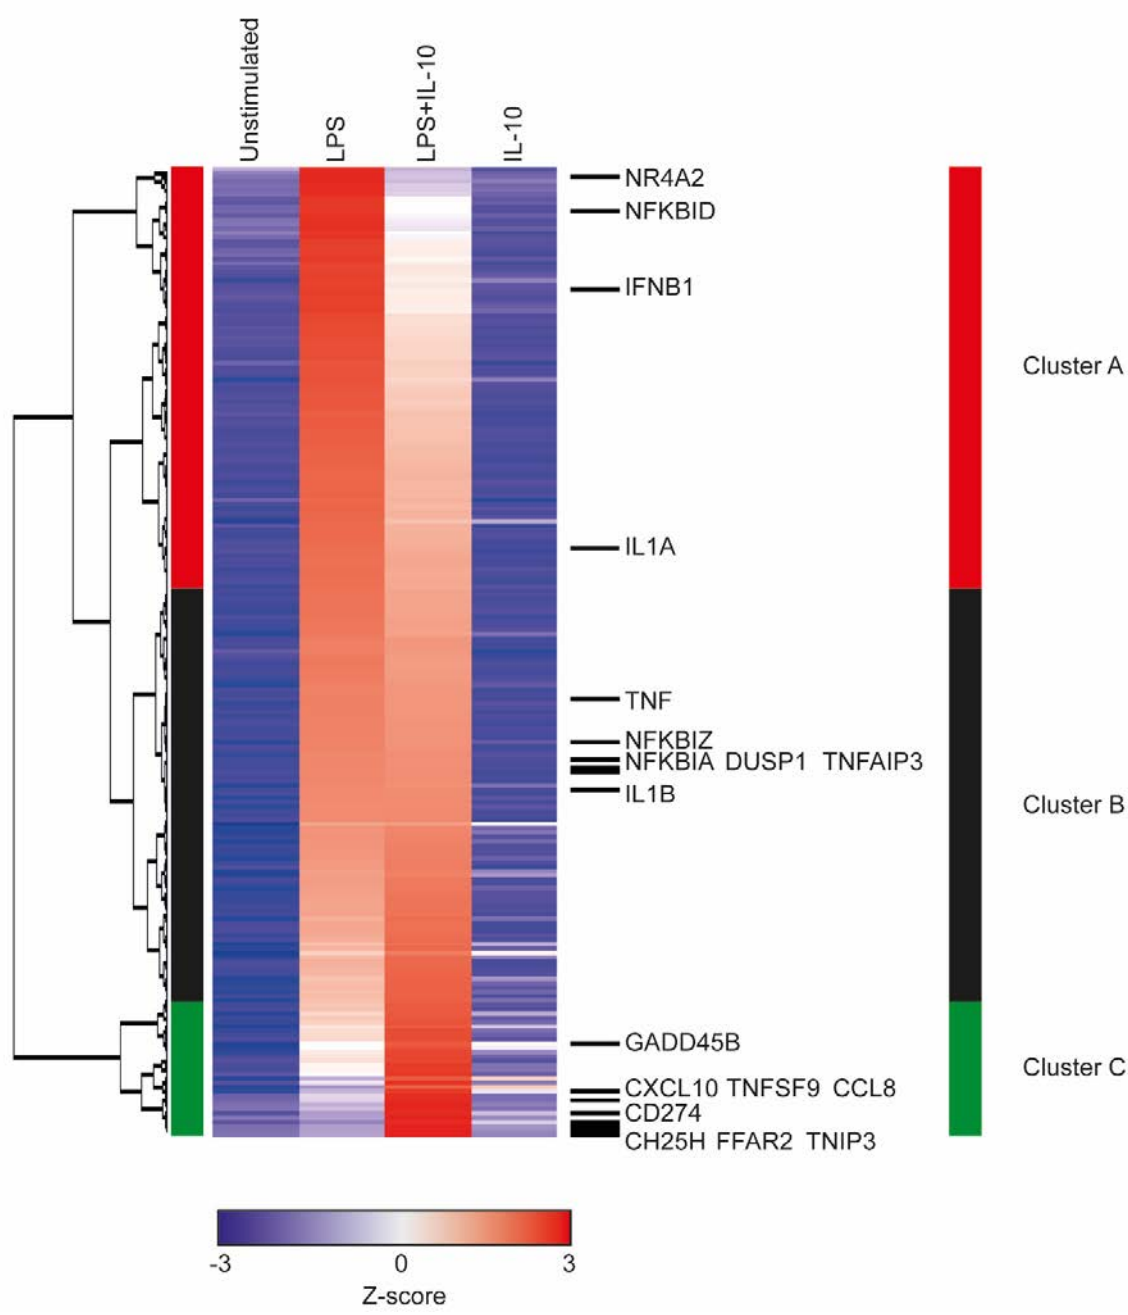 Unstimulated
LPS
LPS+IL-10
IL-10
NR4A2
NFKBID
IFNB1
Cluster A
IL1A
TNF
NFKBIZ
NFKBIA DUSP1 TNFAIP3
IL1B
Cluster B
GADD45B
Cluster C
CXCL10 TNFSF9 CCL8
CD274
CH25H FFAR2 TNIP3
-3 0 3
Z-score